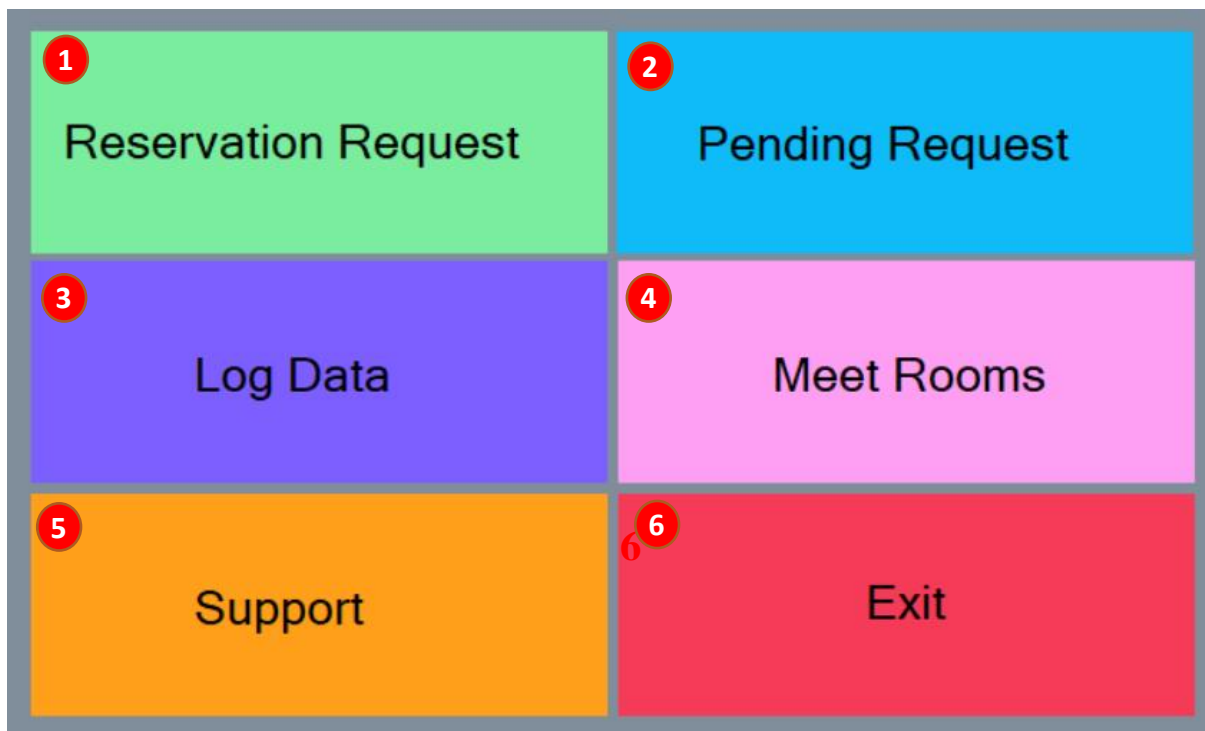 1
Reservation Request
2
Pending Request
3
Log Data
4
Meet Rooms
5
Support
6
6
Exit